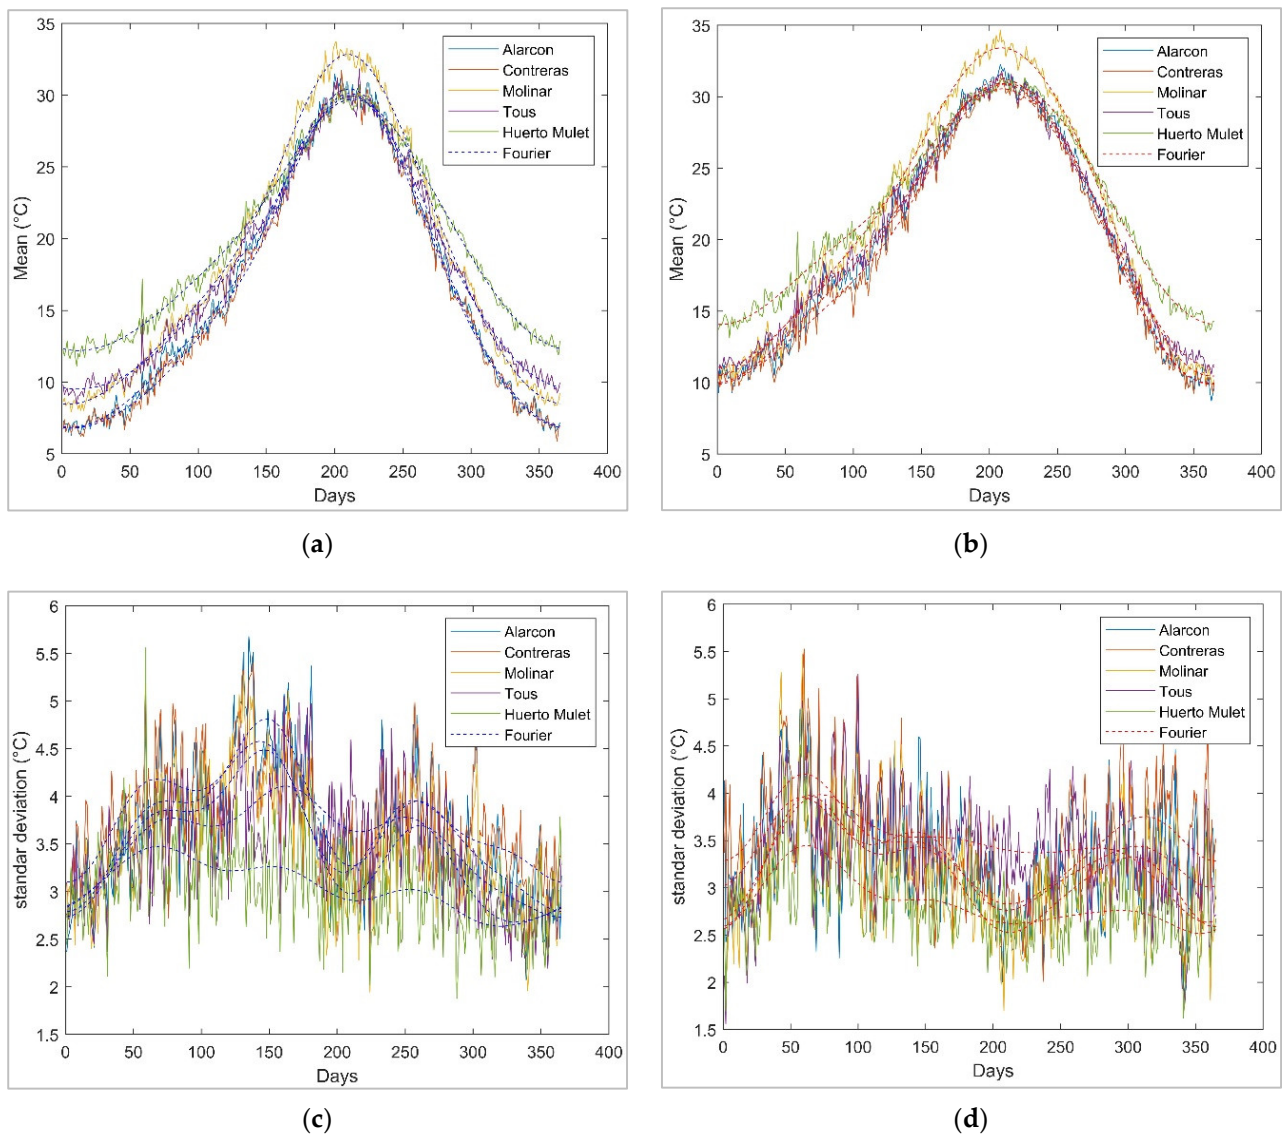 35
30
25
20
15
10
5
0
50
100
150
200
250
300
350
400
Mean (°C)
Days
Alarcon
Contreras
Molinar
Tous
Huerto Mulet
Fourier
(a)
35
30
25
20
15
10
5
0
50
100
150
200
250
300
350
400
Mean (°C)
Days
Alarcon
Contreras
Molinar
Tous
Huerto Mulet
Fourier
(b)
6
5.5
5
4.5
4
3.5
3
2.5
2
1.5
0
50
100
150
200
250
300
350
400
standar deviation (°C)
Days
Alarcon
Contreras
Molinar
Tous
Huerto Mulet
Fourier
(c)
6
5.5
5
4.5
4
3.5
3
2.5
2
1.5
0
50
100
150
200
250
300
350
400
standar deviation (°C)
Days
Alarcon
Contreras
Molinar
Tous
Huerto Mulet
Fourier
(d)